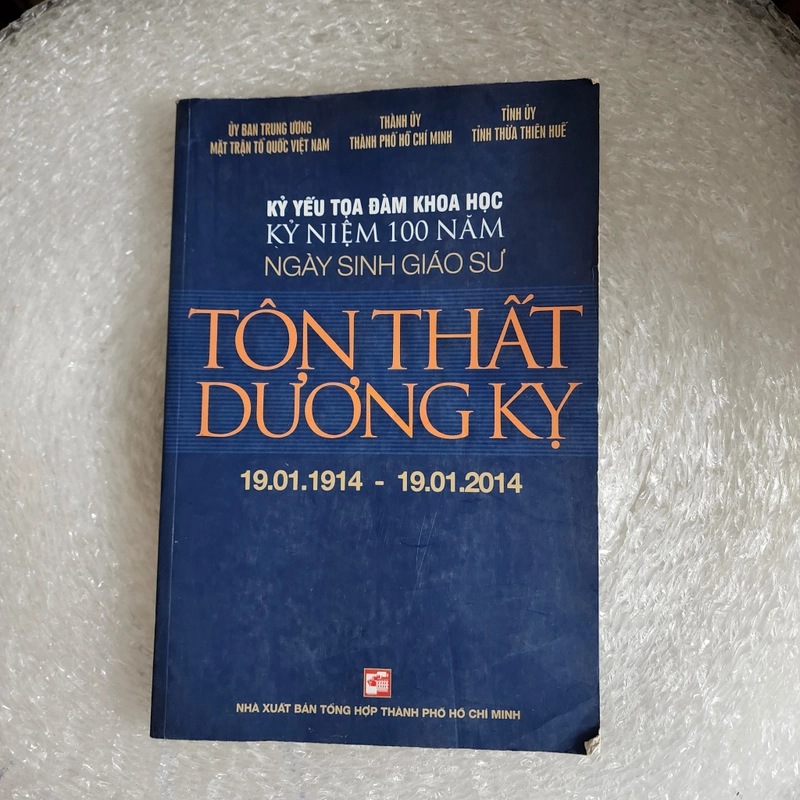 ỦY BAN TRUNG ƯƠNG
MẶT TRẬN TỔ QUỐC VIỆT NAM
THÀNH ỦY
THÀNH PHỐ HỒ CHÍ MINH
TỈNH ỦY
TỈNH THỪA THIÊN HUẾ
KỶ YẾU TỌA ĐÀM KHOA HỌC
KỶ NIỆM 100 NĂM
NGÀY SINH GIÁO SƯ
TÔN THẤT
DƯƠNG KỴ
19.01.1914 - 19.01.2014
NHÀ XUẤT BẢN TỔNG HỢP THÀNH PHỐ HỒ CHÍ MINH